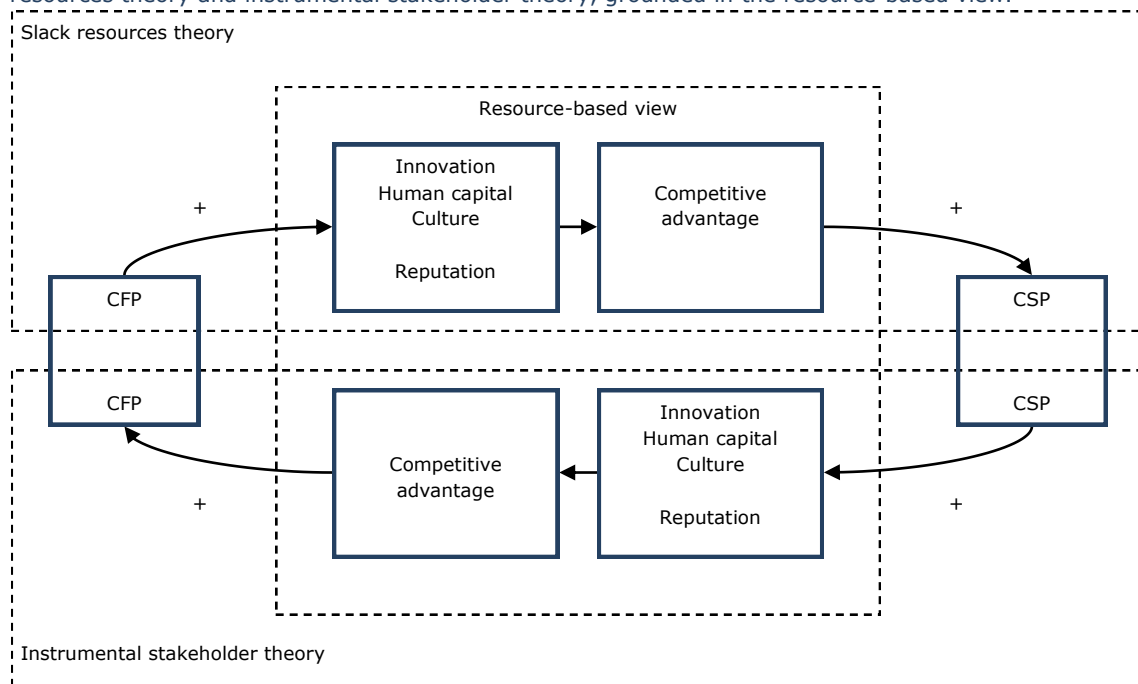 resources theory and instrumental stakeholder theory, grounded in the resource-based view.
Slack resources theory
Resource-based view
+
Innovation
Human capital
Culture
Reputation
Competitive
advantage
+
CFP
CSP
CFP
CSP
+
Competitive
advantage
Innovation
Human capital
Culture
Reputation
+
Instrumental stakeholder theory